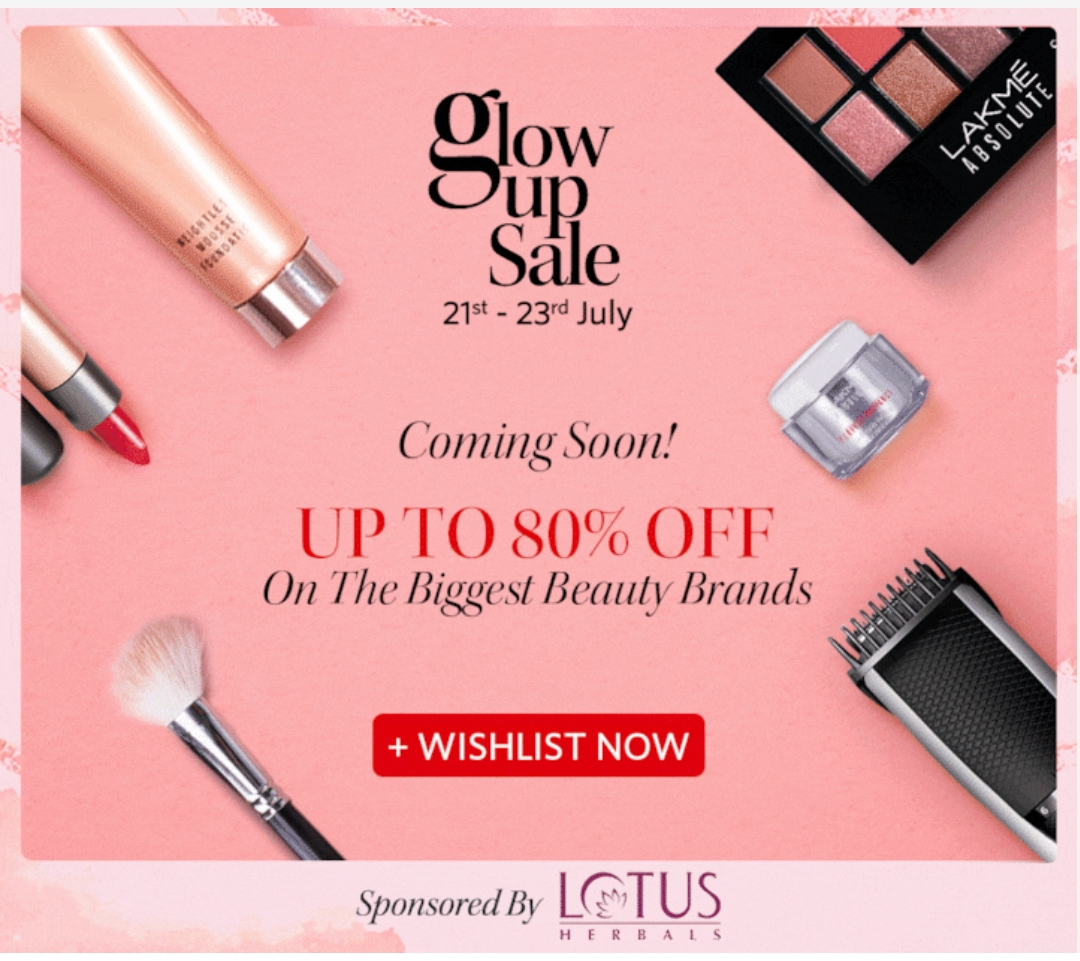 glow
up
Sale
21st - 23rd July
LAKMÉ
ABSOLUTE
WEIGHTLESS
MOUSSE
FOUNDATION
Coming Soon!
UP TO 80% OFF
On The Biggest Beauty Brands
+ WISHLIST NOW
Sponsored By LOTUS
HERBALS